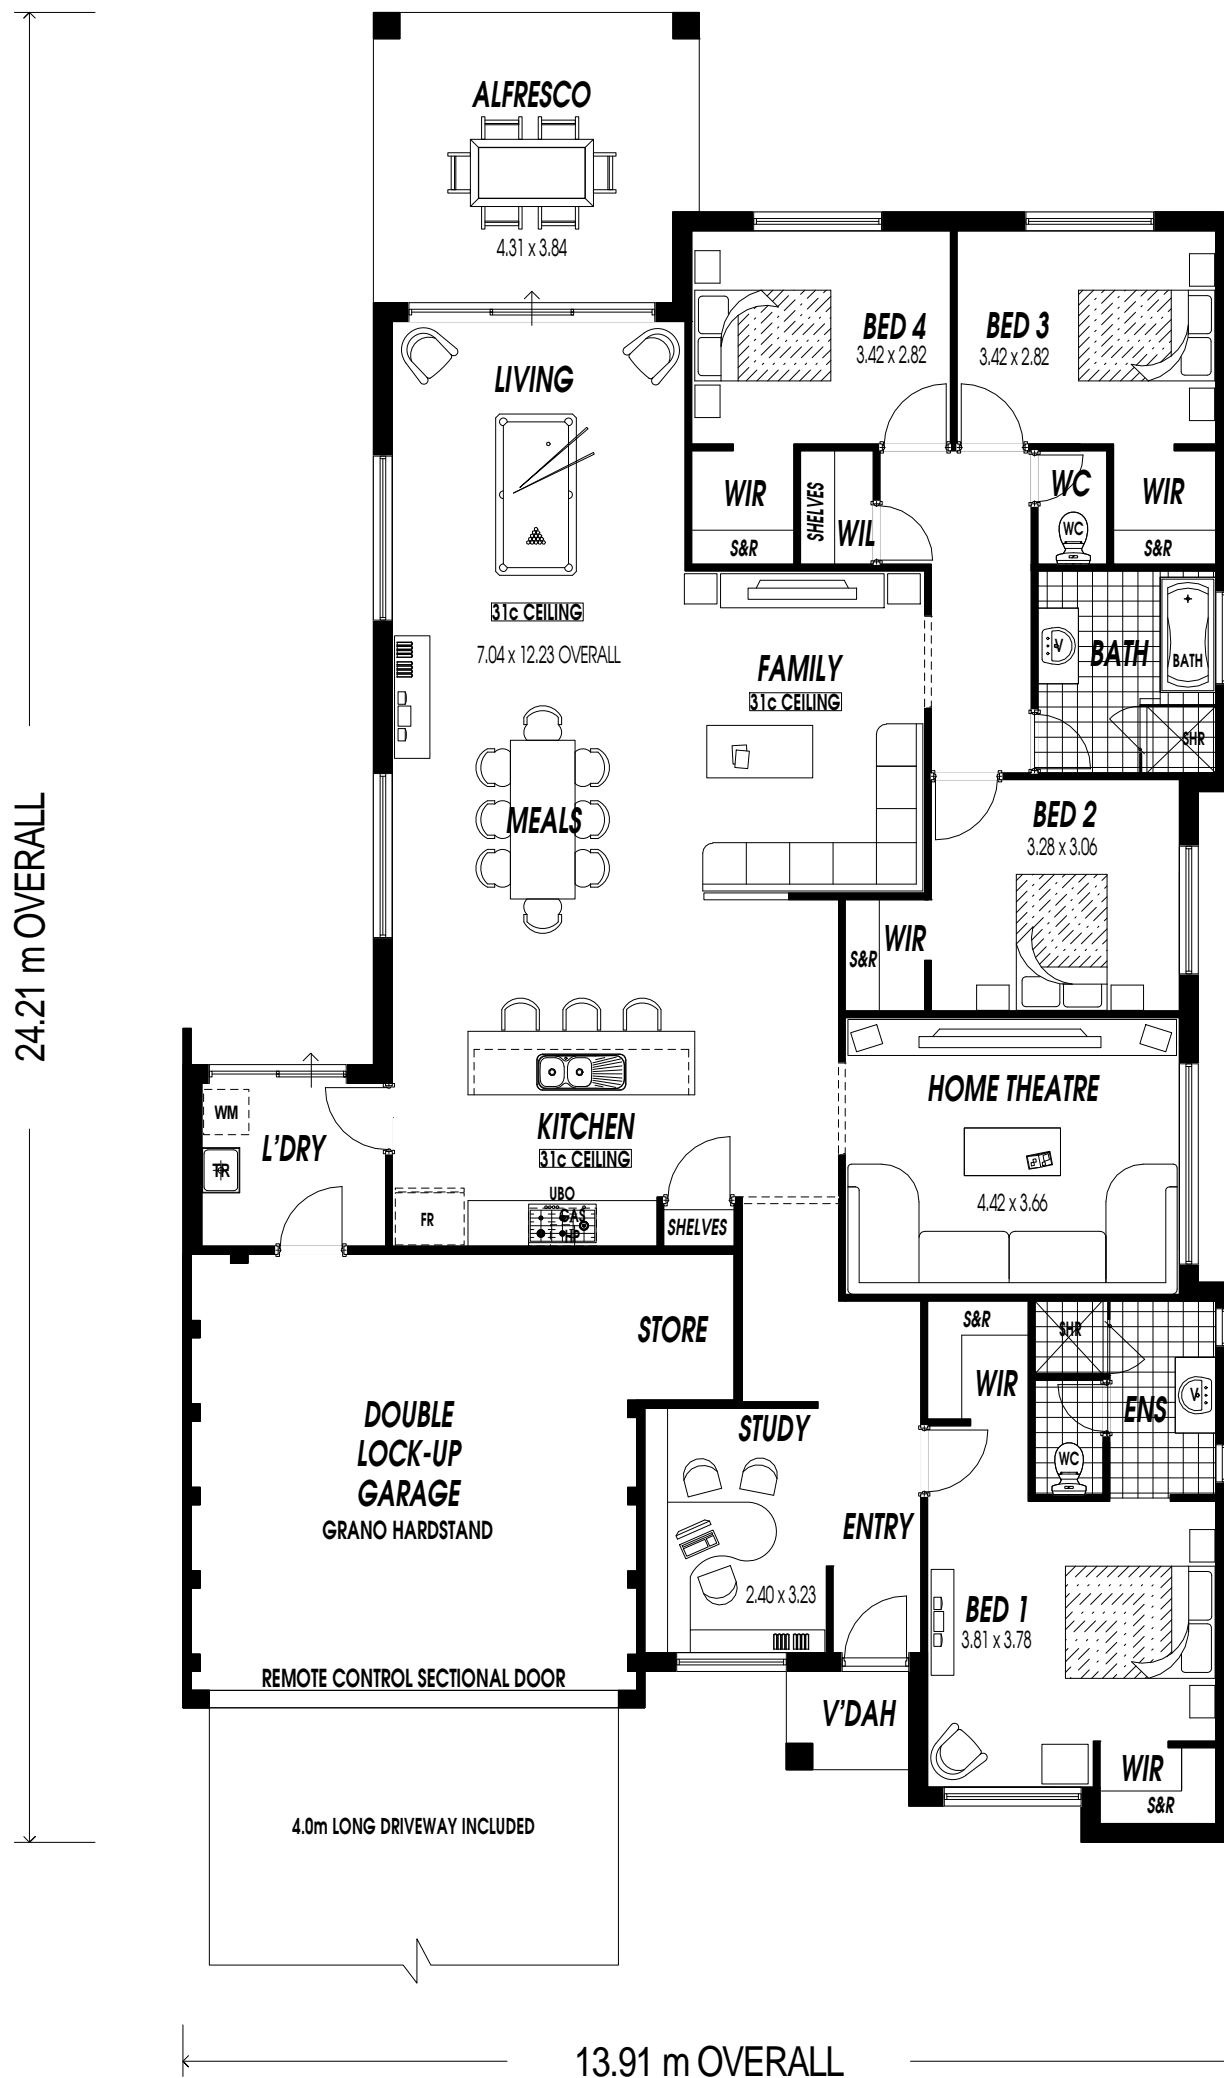 ALFRESCO
4.31 x 3.84
BED 4
3.42 x 2.82
BED 3
3.42 x 2.82
LIVING
WIR
S&R
SHELVES
WIL
WC
WC
WIR
S&R
31c CEILING
7.04 x 12.23 OVERALL
FAMILY
31c CEILING
V
BATH
BATH
SHR
MEALS
BED 2
3.28 x 3.06
S&R
WIR
24.21 m OVERALL
HOME THEATRE
4.42 x 3.66
WM
L'DRY
TR
KITCHEN
31c CEILING
UBO
FR
GAS
HP
SHELVES
STORE
S&R
WIR
SHR
V
ENS
WC
DOUBLE
LOCK-UP
GARAGE
GRANO HARDSTAND
STUDY
2.40 x 3.23
ENTRY
BED 1
3.81 x 3.78
REMOTE CONTROL SECTIONAL DOOR
V'DAH
WIR
S&R
4.0m LONG DRIVEWAY INCLUDED
13.91 m OVERALL